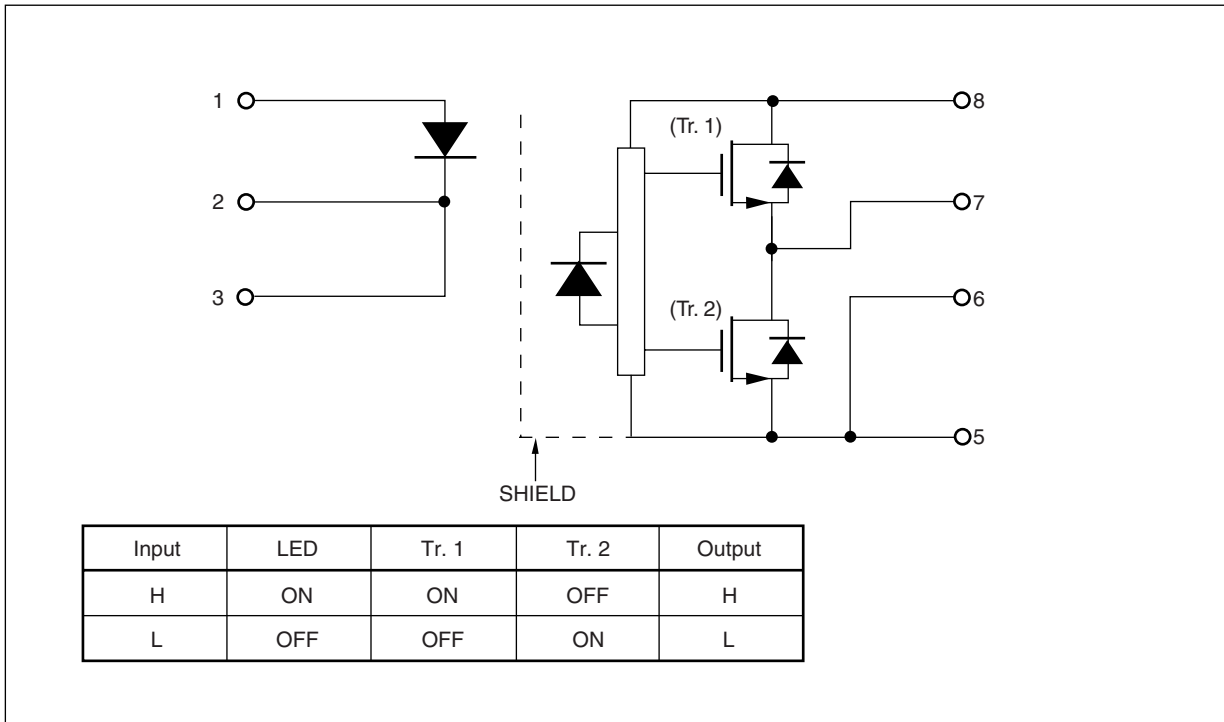 1
8
(Tr. 1)
2
7
3
6
(Tr. 2)
5
SHIELD
Input LED Tr. 1 Tr. 2 Output
H ON ON OFF H
L OFF OFF ON L